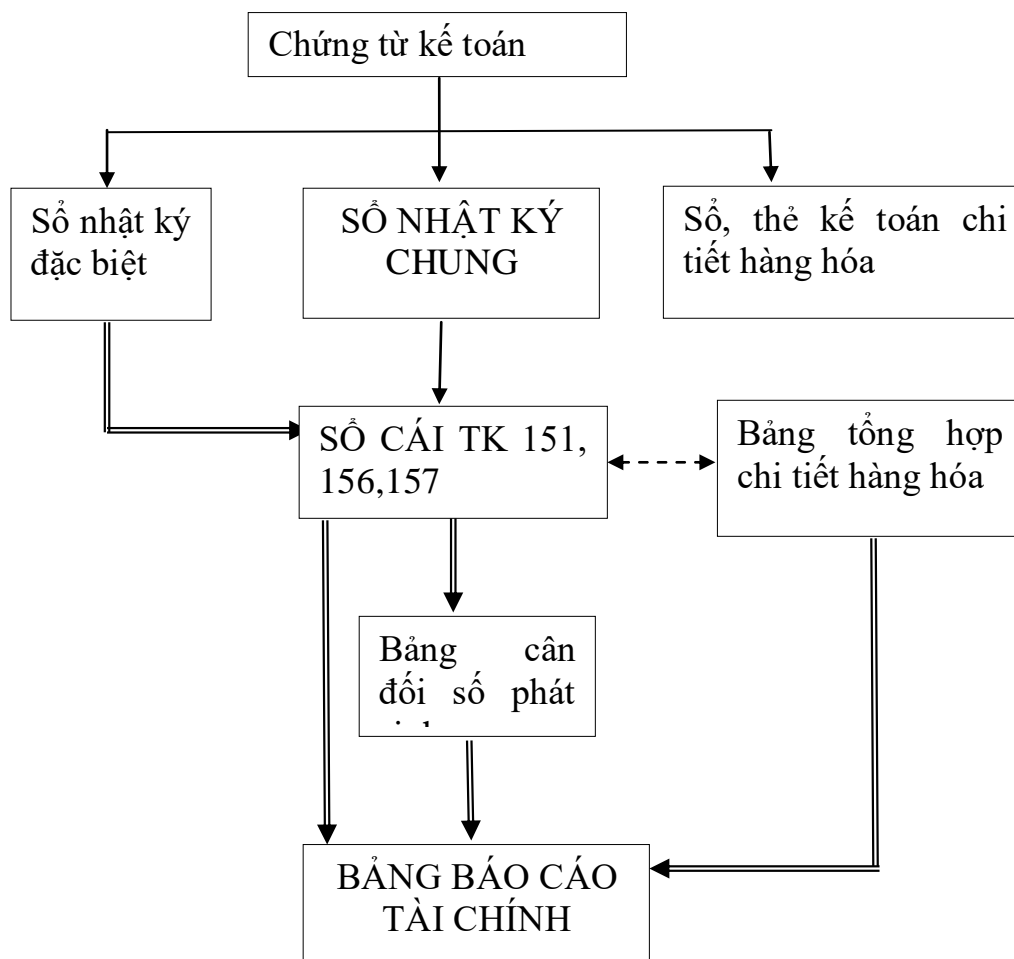 Chứng từ kế toán
Sổ nhật ký
đặc biệt
SỔ NHẬT KÝ
CHUNG
Sổ, thẻ kế toán chi
tiết hàng hóa
SỔ CÁI TK 151,
156,157
Bảng tổng hợp
chi tiết hàng hóa
Bảng cân
đối số phát
BẢNG BÁO CÁO
TÀI CHÍNH